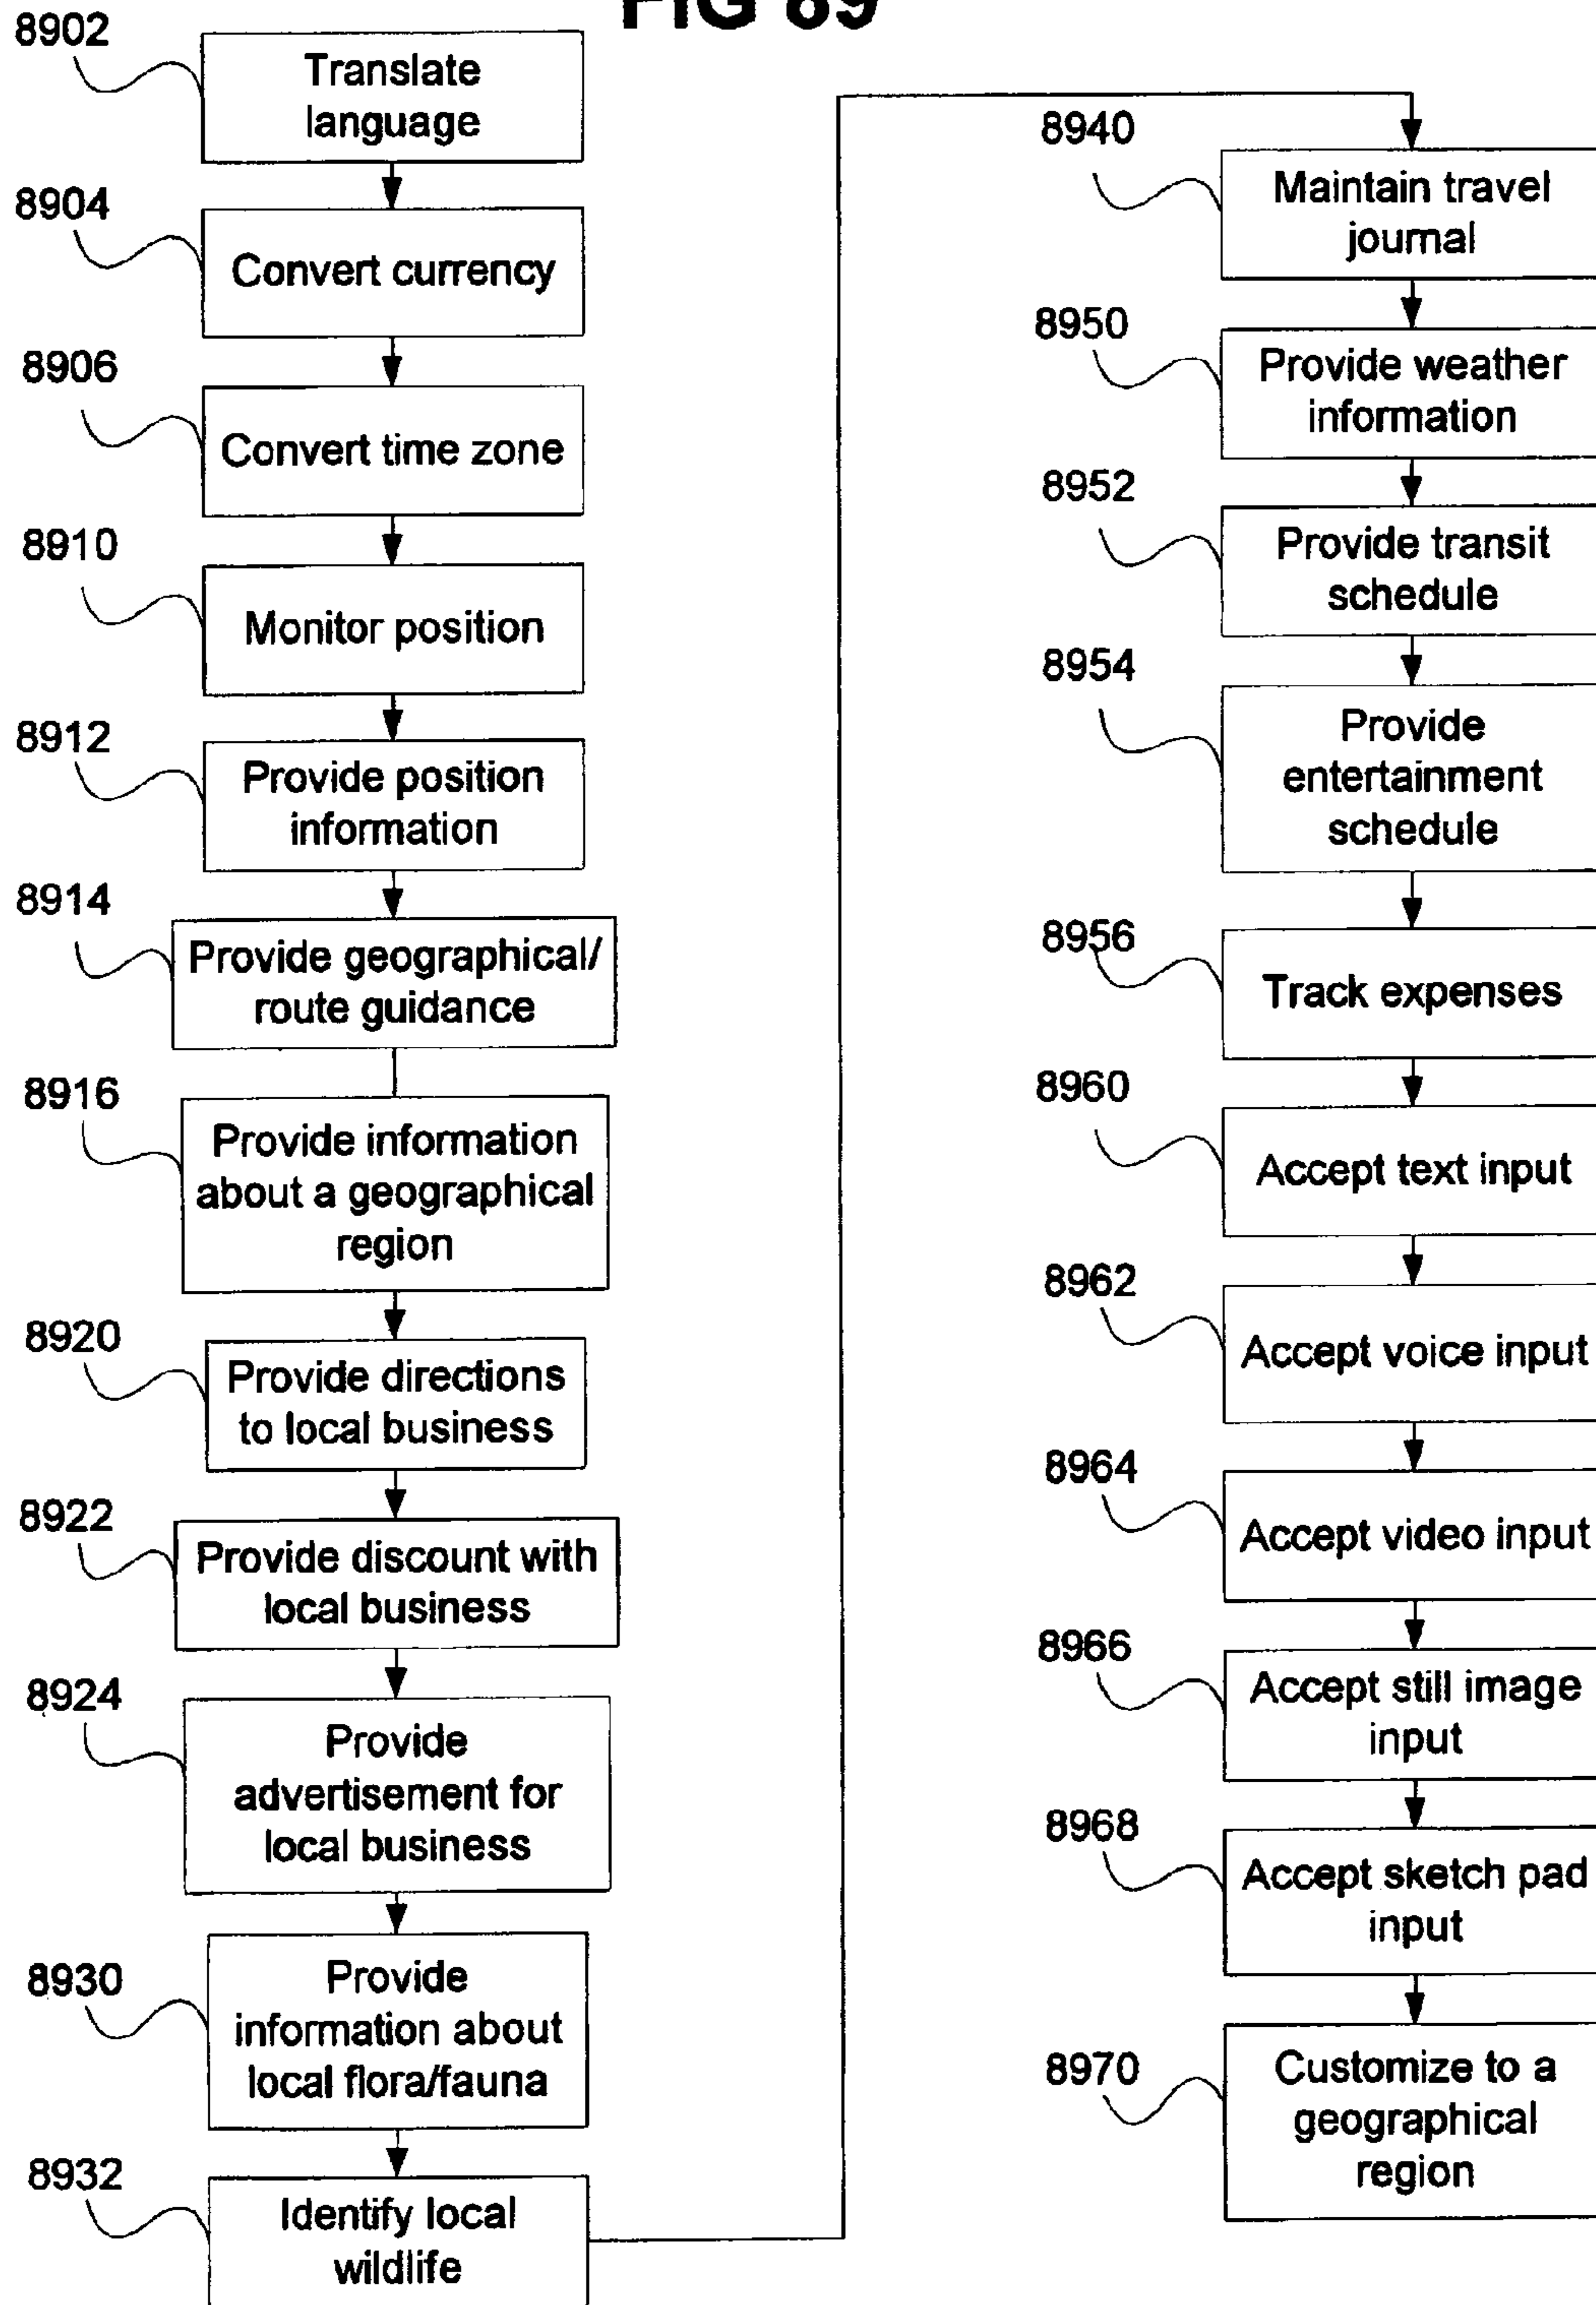 FIG 89
8902
Translate
language
8904
Convert currency
8906
Convert time zone
8910
Monitor position
8912
Provide position
information
8914
Provide geographical/
route guidance
8916
Provide information
about a geographical
region
8920
Provide directions
to local business
8922
Provide discount with
local business
8924
Provide
advertisement for
local business
8930
Provide
information about
local flora/fauna
8932
Identify local
wildlife
8940
Maintain travel
journal
8950
Provide weather
information
8952
Provide transit
schedule
8954
Provide
entertainment
schedule
8956
Track expenses
8960
Accept text input
8962
Accept voice input
8964
Accept video input
8966
Accept still image
input
8968
Accept sketch pad
input
8970
Customize to a
geographical
region